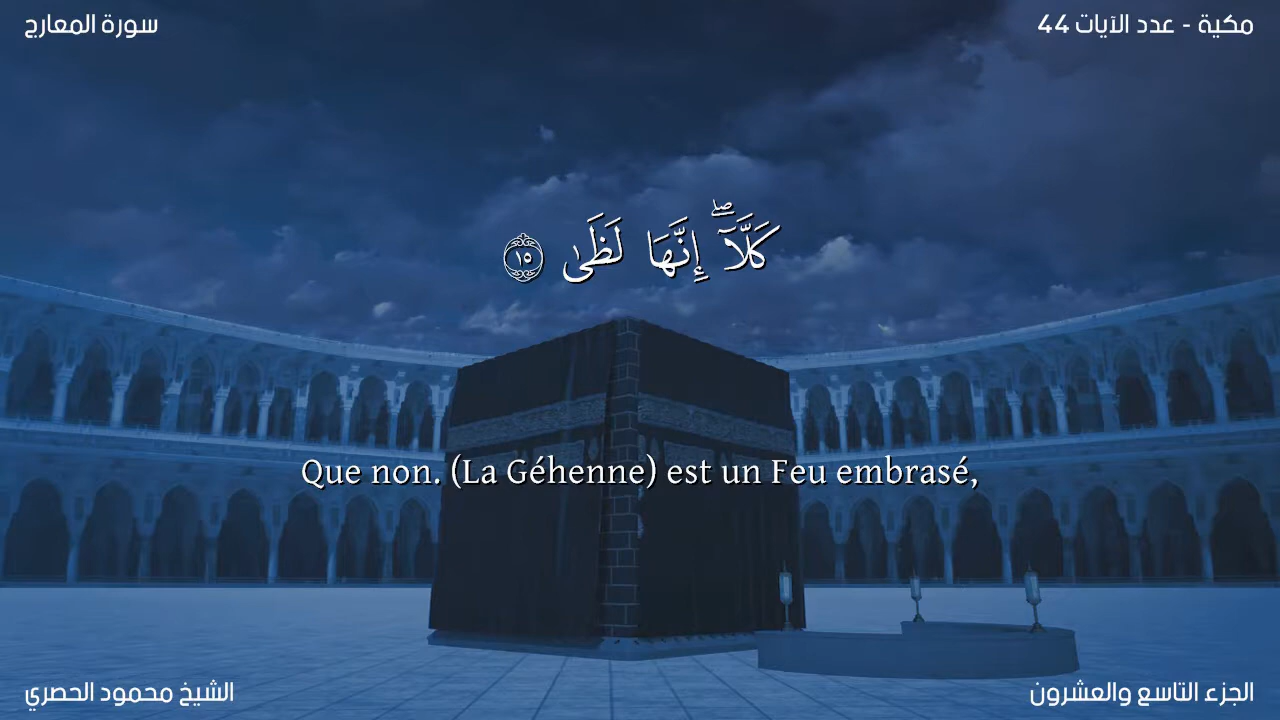 مكية - عدد الآيات 44
سورة المعارج
كَلَّآۖ إِنَّهَا لَظَىٰ ١٥
Que non. (La Géhenne) est un Feu embrasé,
الجزء التاسع والعشرون
الشيخ محمود الحصري